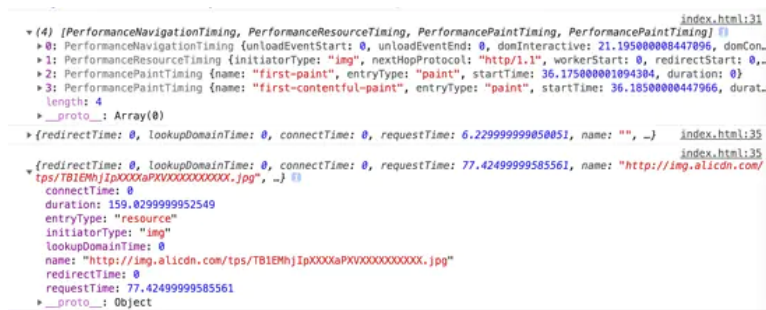 index.html:31
(4) [PerformanceNavigationTiming, PerformanceResourceTiming, PerformancePaintTiming, PerformancePaintTiming]
0: PerformanceNavigationTiming {unloadEventStart: 0, unloadEventEnd: 0, domInteractive: 21.195000008447096, domCon…
1: PerformanceResourceTiming {initiatorType: "img", nextHopProtocol: "http/1.1", workerStart: 0, redirectStart: 0,…
2: PerformancePaintTiming {name: "first-paint", entryType: "paint", startTime: 36.175000001094304, duration: 0}
3: PerformancePaintTiming {name: "first-contentful-paint", entryType: "paint", startTime: 36.18500000447966, durat…
length: 4
__proto__: Array(0)
{redirectTime: 0, lookupDomainTime: 0, connectTime: 0, requestTime: 6.229999999050051, name: "", …} index.html:35
index.html:35
{redirectTime: 0, lookupDomainTime: 0, connectTime: 0, requestTime: 77.42499999585561, name: "http://img.alicdn.com/
tps/TB1EMhjIpXXXXaPXVXXXXXXXXXX.jpg", …}
connectTime: 0
duration: 159.0299999952549
entryType: "resource"
initiatorType: "img"
lookupDomainTime: 0
name: "http://img.alicdn.com/tps/TB1EMhjIpXXXXaPXVXXXXXXXXXX.jpg"
redirectTime: 0
requestTime: 77.42499999585561
__proto__: Object